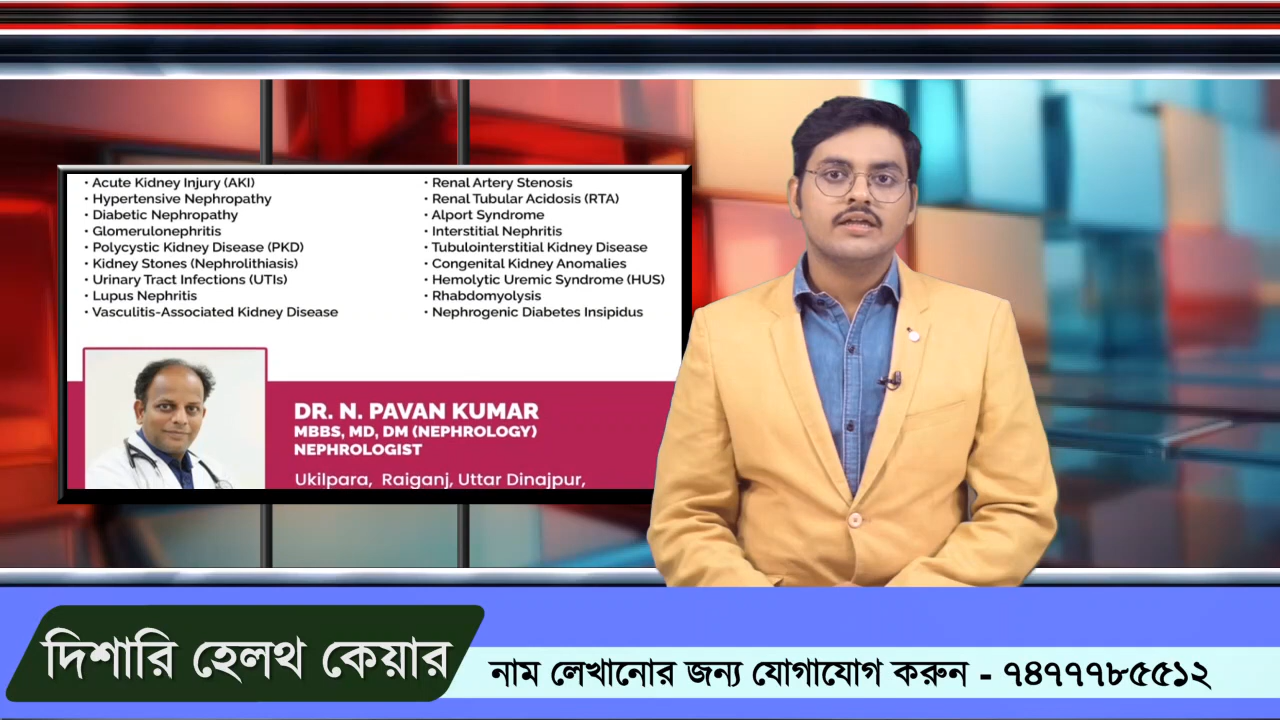 • Acute Kidney Injury (AKI)
• Hypertensive Nephropathy
• Diabetic Nephropathy
• Glomerulonephritis
• Polycystic Kidney Disease (PKD)
• Kidney Stones (Nephrolithiasis)
• Urinary Tract Infections (UTIs)
• Lupus Nephritis
• Vasculitis-Associated Kidney Disease
• Renal Artery Stenosis
• Renal Tubular Acidosis (RTA)
• Alport Syndrome
• Interstitial Nephritis
• Tubulointerstitial Kidney Disease
• Congenital Kidney Anomalies
• Hemolytic Uremic Syndrome (HUS)
• Rhabdomyolysis
• Nephrogenic Diabetes Insipidus
DR. N. PAVAN KUMAR
MBBS, MD, DM (NEPHROLOGY)
NEPHROLOGIST
Ukilpara, Raiganj, Uttar Dinajpur,
দিশারি হেলথ কেয়ার
নাম লেখানোর জন্য যোগাযোগ করুন - ৭৪৭৭৭৮৫৫১২